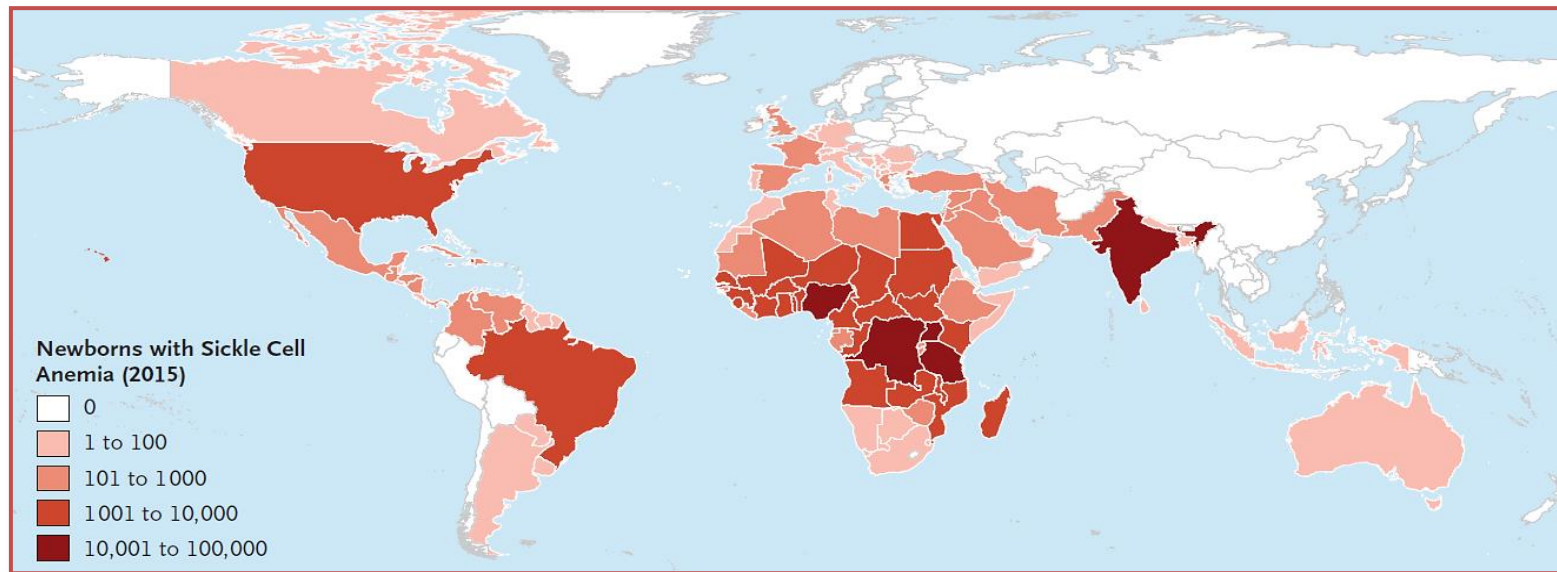 Newborns with Sickle Cell
Anemia (2015)
0
1 to 100
101 to 1000
1001 to 10,000
10,001 to 100,000